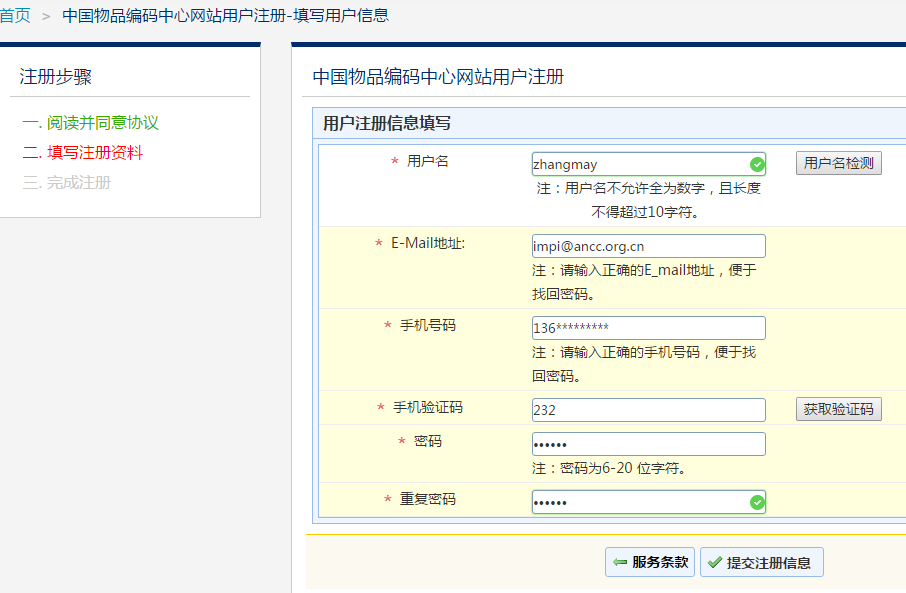 首页 > 中国物品编码中心网站用户注册-填写用户信息
注册步骤
一. 阅读并同意协议
二. 填写注册资料
三. 完成注册
中国物品编码中心网站用户注册
用户注册信息填写
* 用户名 zhangmay 用户名检测
注：用户名不允许全为数字，且长度
不得超过10字符。
* E-Mail地址: impi@ancc.org.cn
注：请输入正确的E_mail地址，便于
找回密码。
* 手机号码 136*********
注：请输入正确的手机号码，便于找
回密码。
* 手机验证码 232 获取验证码
* 密码 ••••••
注：密码为6-20 位字符。
* 重复密码 ••••••
服务条款 提交注册信息